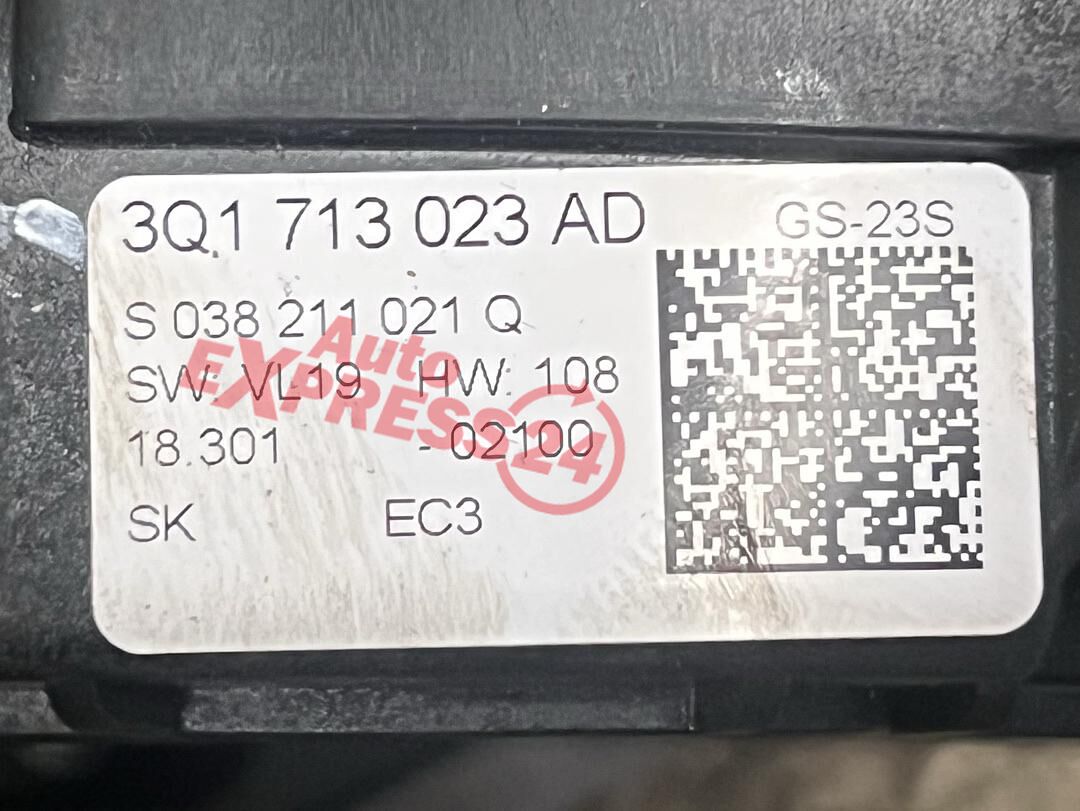 3Q1 713 023 AD
GS-23S
S 038 211 021 Q
SW: VL19 HW: 108
18.301 - 02100
SK EC3
Auto
EXPRESS24